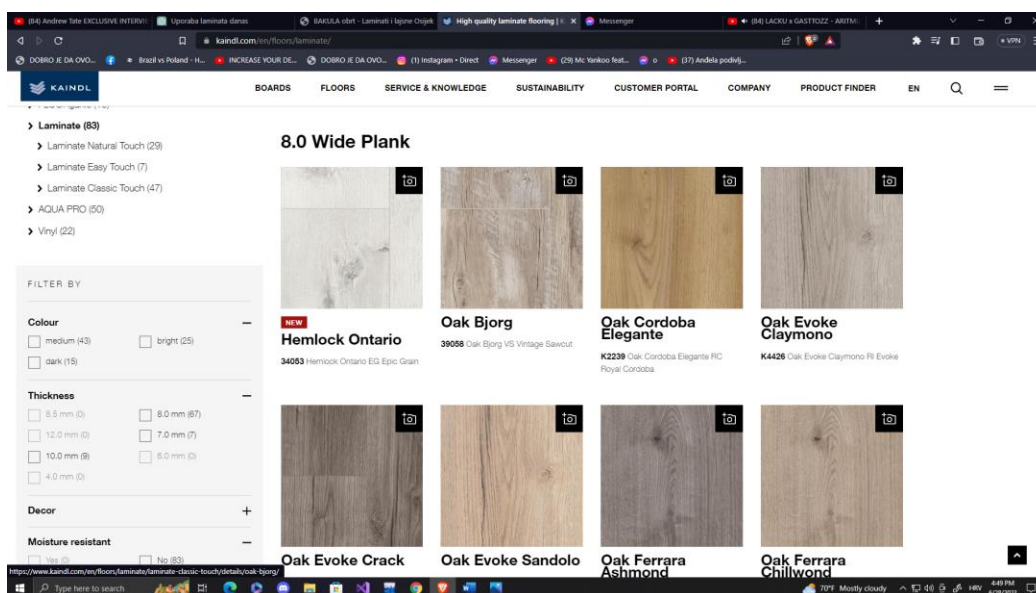 (84) Andrew Tate EXCLUSIVE INTERVIE
Uporaba laminata danas
BAKULA obrt - Laminati i lajsne Osijek
High quality laminate flooring | K
Messenger
(84) LACKU x GASTTOZZ - ARITMI
kaindl.com/en/floors/laminate/
VPN
DOBRO JE DA OVO...
Brazil vs Poland - H...
INCREASE YOUR DE...
DOBRO JE DA OVO...
(1) Instagram • Direct
Messenger
(29) Mc Yankoo feat...
o
(37) Anđela podivlj...
KAINDL
BOARDS
FLOORS
SERVICE & KNOWLEDGE
SUSTAINABILITY
CUSTOMER PORTAL
COMPANY
PRODUCT FINDER
EN
Laminate (83)
Laminate Natural Touch (29)
Laminate Easy Touch (7)
Laminate Classic Touch (47)
AQUA PRO (50)
Vinyl (22)
FILTER BY
Colour
medium (43)
bright (25)
dark (15)
Thickness
8.5 mm (0)
8.0 mm (67)
12.0 mm (0)
7.0 mm (7)
10.0 mm (9)
6.0 mm (0)
4.0 mm (0)
Decor
Moisture resistant
Yes (0)
No (83)
8.0 Wide Plank
NEW
Hemlock Ontario
34053 Hemlock Ontario EG Epic Grain
Oak Bjorg
39058 Oak Bjorg VS Vintage Sawcut
Oak Cordoba
Elegante
K2239 Oak Cordoba Elegante RC
Royal Cordoba
Oak Evoke
Claymono
K4426 Oak Evoke Claymono RI Evoke
Oak Evoke Crack
Oak Evoke Sandolo
Oak Ferrara
Ashmond
Oak Ferrara
Chillwond
https://www.kaindl.com/en/floors/laminate/laminate-classic-touch/details/oak-bjorg/
Type here to search
70°F Mostly cloudy
HRV
4:49 PM